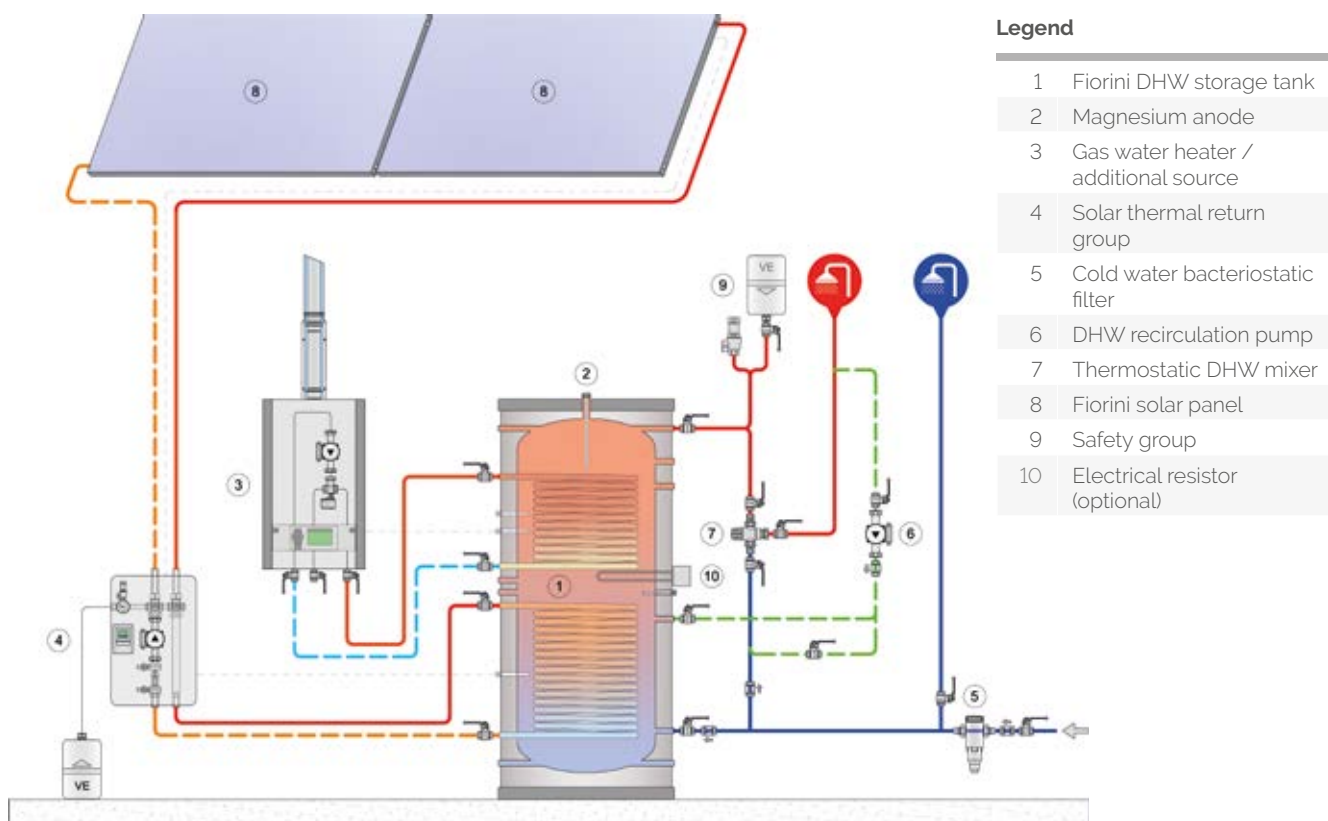 8
8
VE
9
2
3
7
6
10
1
4
5
VE
Legend
1 Fiorini DHW storage tank
2 Magnesium anode
3 Gas water heater /
additional source
4 Solar thermal return
group
5 Cold water bacteriostatic
filter
6 DHW recirculation pump
7 Thermostatic DHW mixer
8 Fiorini solar panel
9 Safety group
10 Electrical resistor
(optional)